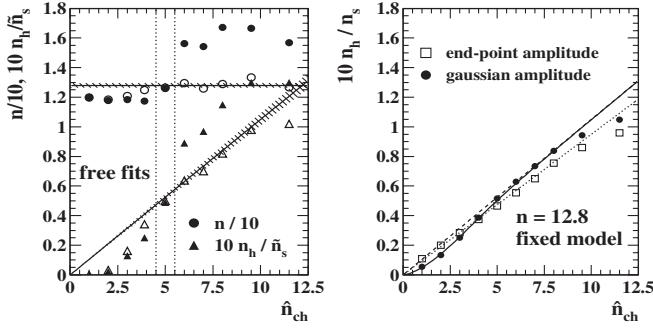 n/10, 10 n_h / ñ_s
1.8
1.6
1.4
1.2
1
0.8
0.6
0.4
0.2
0
free fits
n / 10
10 n_h / ñ_s
0 2.5 5 7.5 10 12.5
n̂_ch
10 n_h / n_s
1.8
1.6
1.4
1.2
1
0.8
0.6
0.4
0.2
0
end-point amplitude
gaussian amplitude
n = 12.8
fixed model
0 2.5 5 7.5 10 12.5
n̂_ch